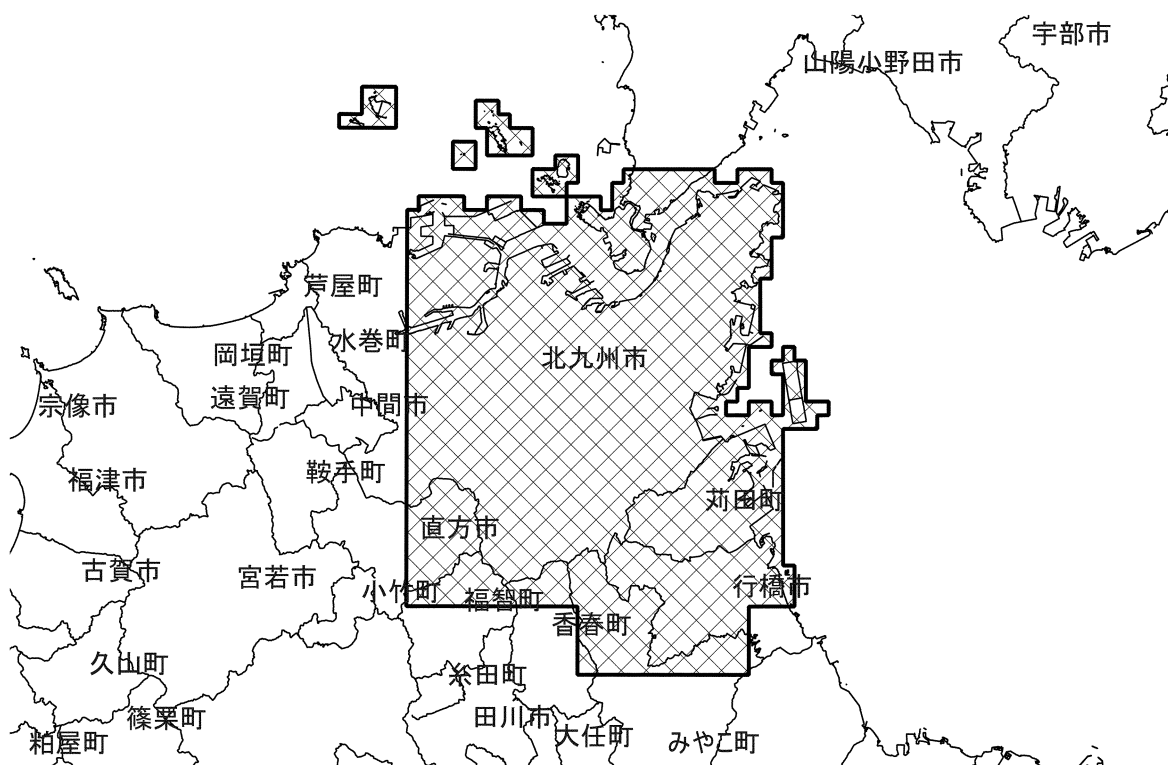 宇部市
山陽小野田市
芦屋町
水巻町
岡垣町
北九州市
遠賀町
宗像市
中間市
鞍手町
福津市
苅田町
直方市
古賀市
宮若市
小竹町
行橋市
福智町
香春町
久山町
糸田町
篠栗町
田川市
大任町
粕屋町
みやこ町